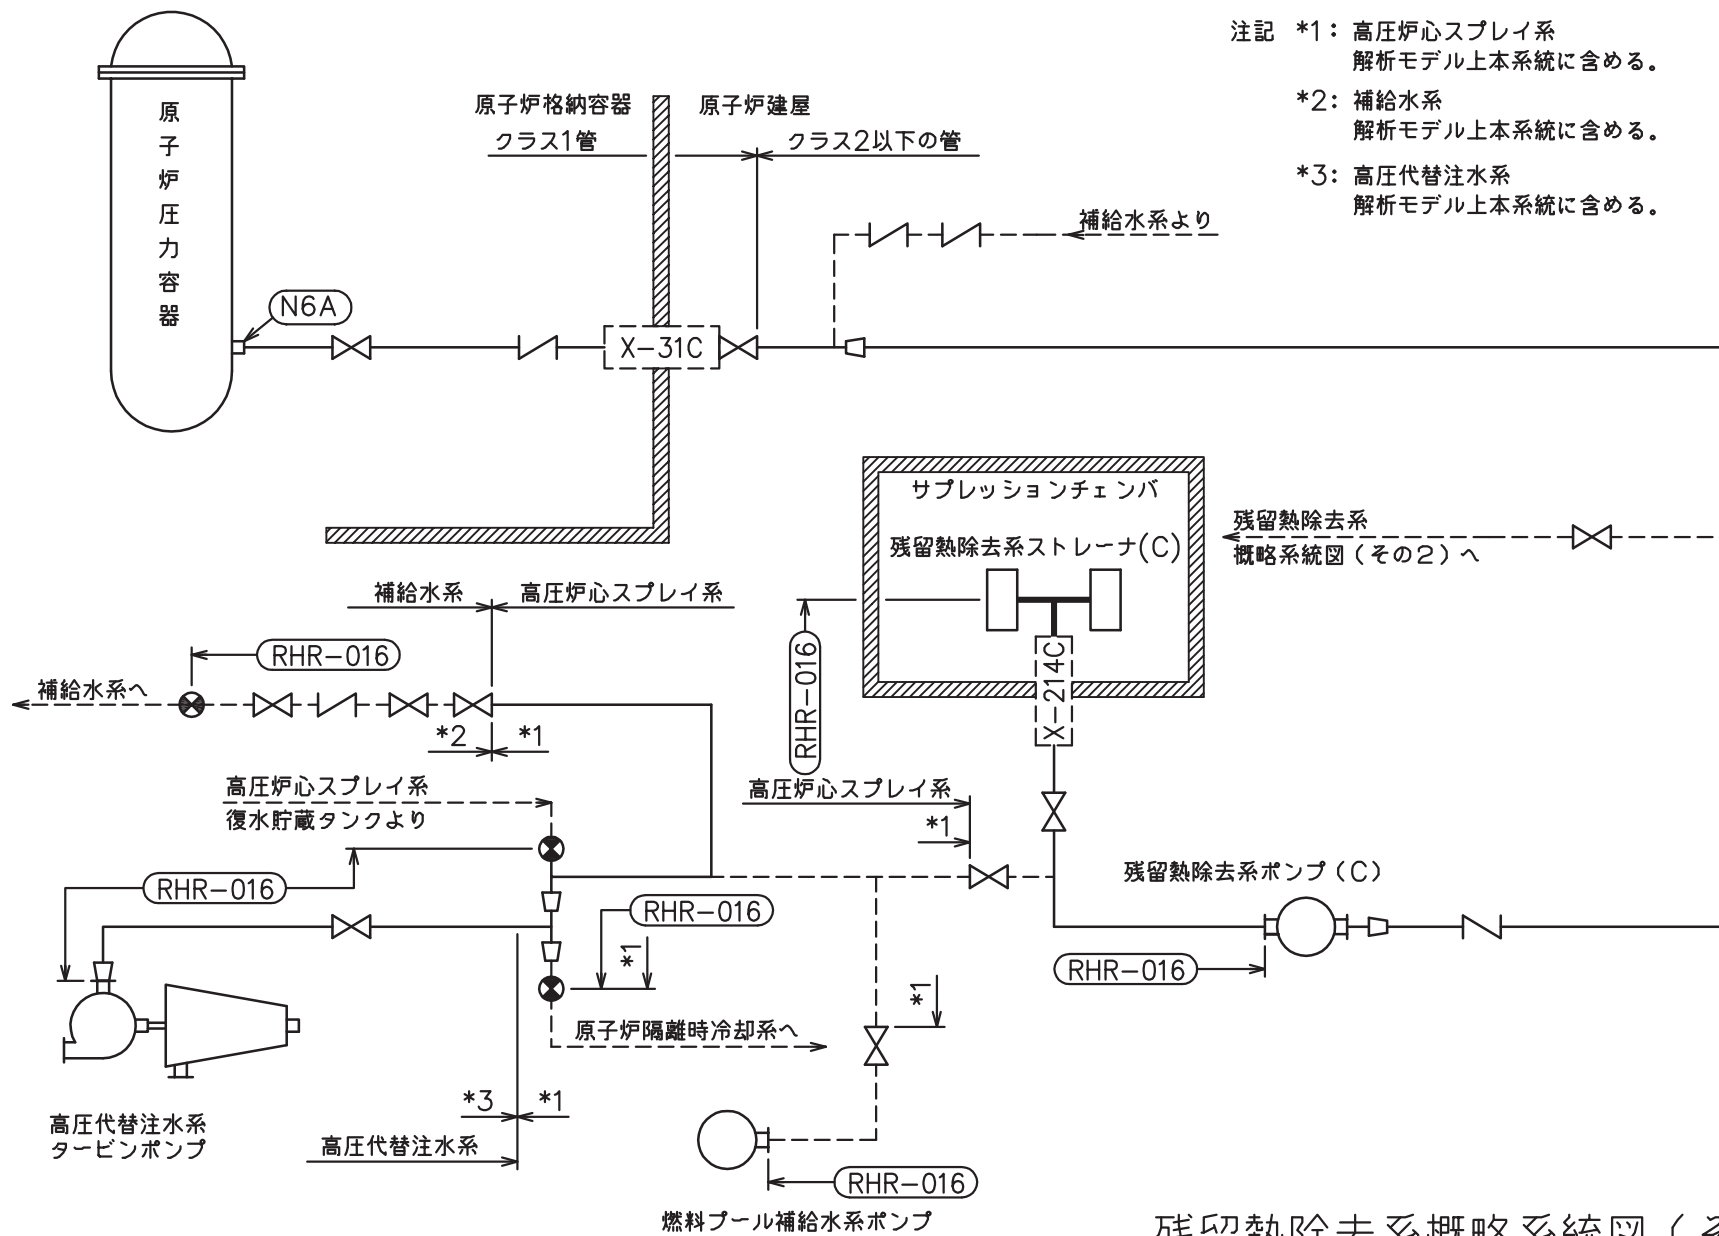 注記 *1: 高圧炉心スプレイ系
解析モデル上本系統に含める。
*2: 補給水系
解析モデル上本系統に含める。
*3: 高圧代替注水系
解析モデル上本系統に含める。
原子炉圧力容器
原子炉格納容器
原子炉建屋
クラス1管
クラス2以下の管
補給水系より
N6A
X-31C
サプレッションチェンバ
残留熱除去系ストレーナ(C)
残留熱除去系
概略系統図(その2)へ
補給水系
高圧炉心スプレイ系
RHR-016
RHR-016
X-214C
補給水系へ
*2
*1
高圧炉心スプレイ系
復水貯蔵タンクより
高圧炉心スプレイ系
*1
RHR-016
RHR-016
*1
残留熱除去系ポンプ(C)
RHR-016
*1
原子炉隔離時冷却系へ
*3
*1
高圧代替注水系
タービンポンプ
高圧代替注水系
RHR-016
燃料プール補給水系ポンプ
残留熱除去系概略系統図(